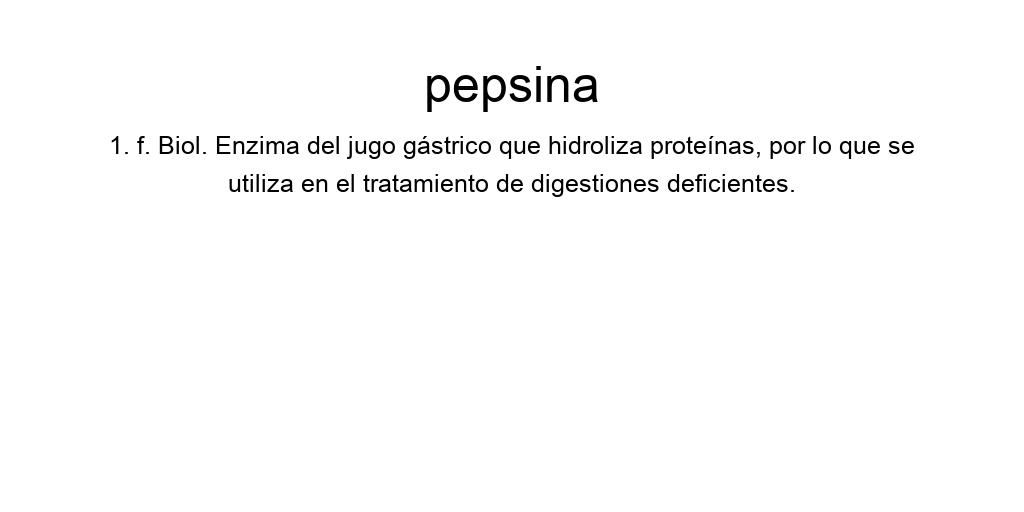 pepsina
1. f. Biol. Enzima del jugo gástrico que hidroliza proteínas, por lo que se
utiliza en el tratamiento de digestiones deficientes.